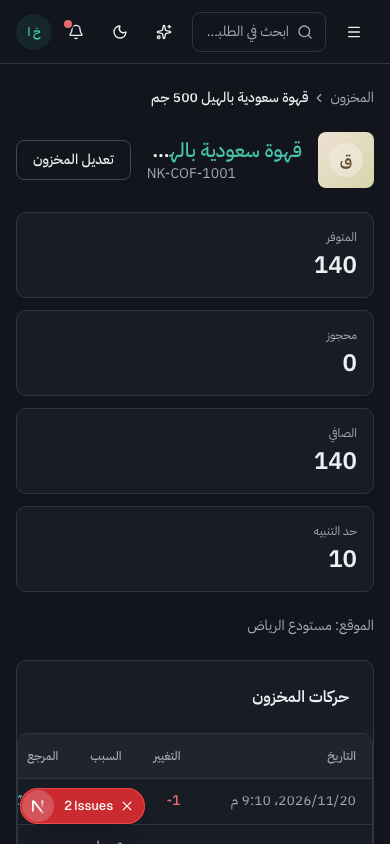 ابحث في الطلبـ...
خ ا
المخزون › قهوة سعودية بالهيل 500 جم
ق
قهوة سعودية بالهـ...
NK-COF-1001
تعديل المخزون
المتوفر
140
محجوز
0
الصافي
140
حد التنبيه
10
الموقع: مستودع الرياض
حركات المخزون
التاريخ التغيير السبب المرجع
2026/11/20، 9:10 م -1
N 2 Issues ×